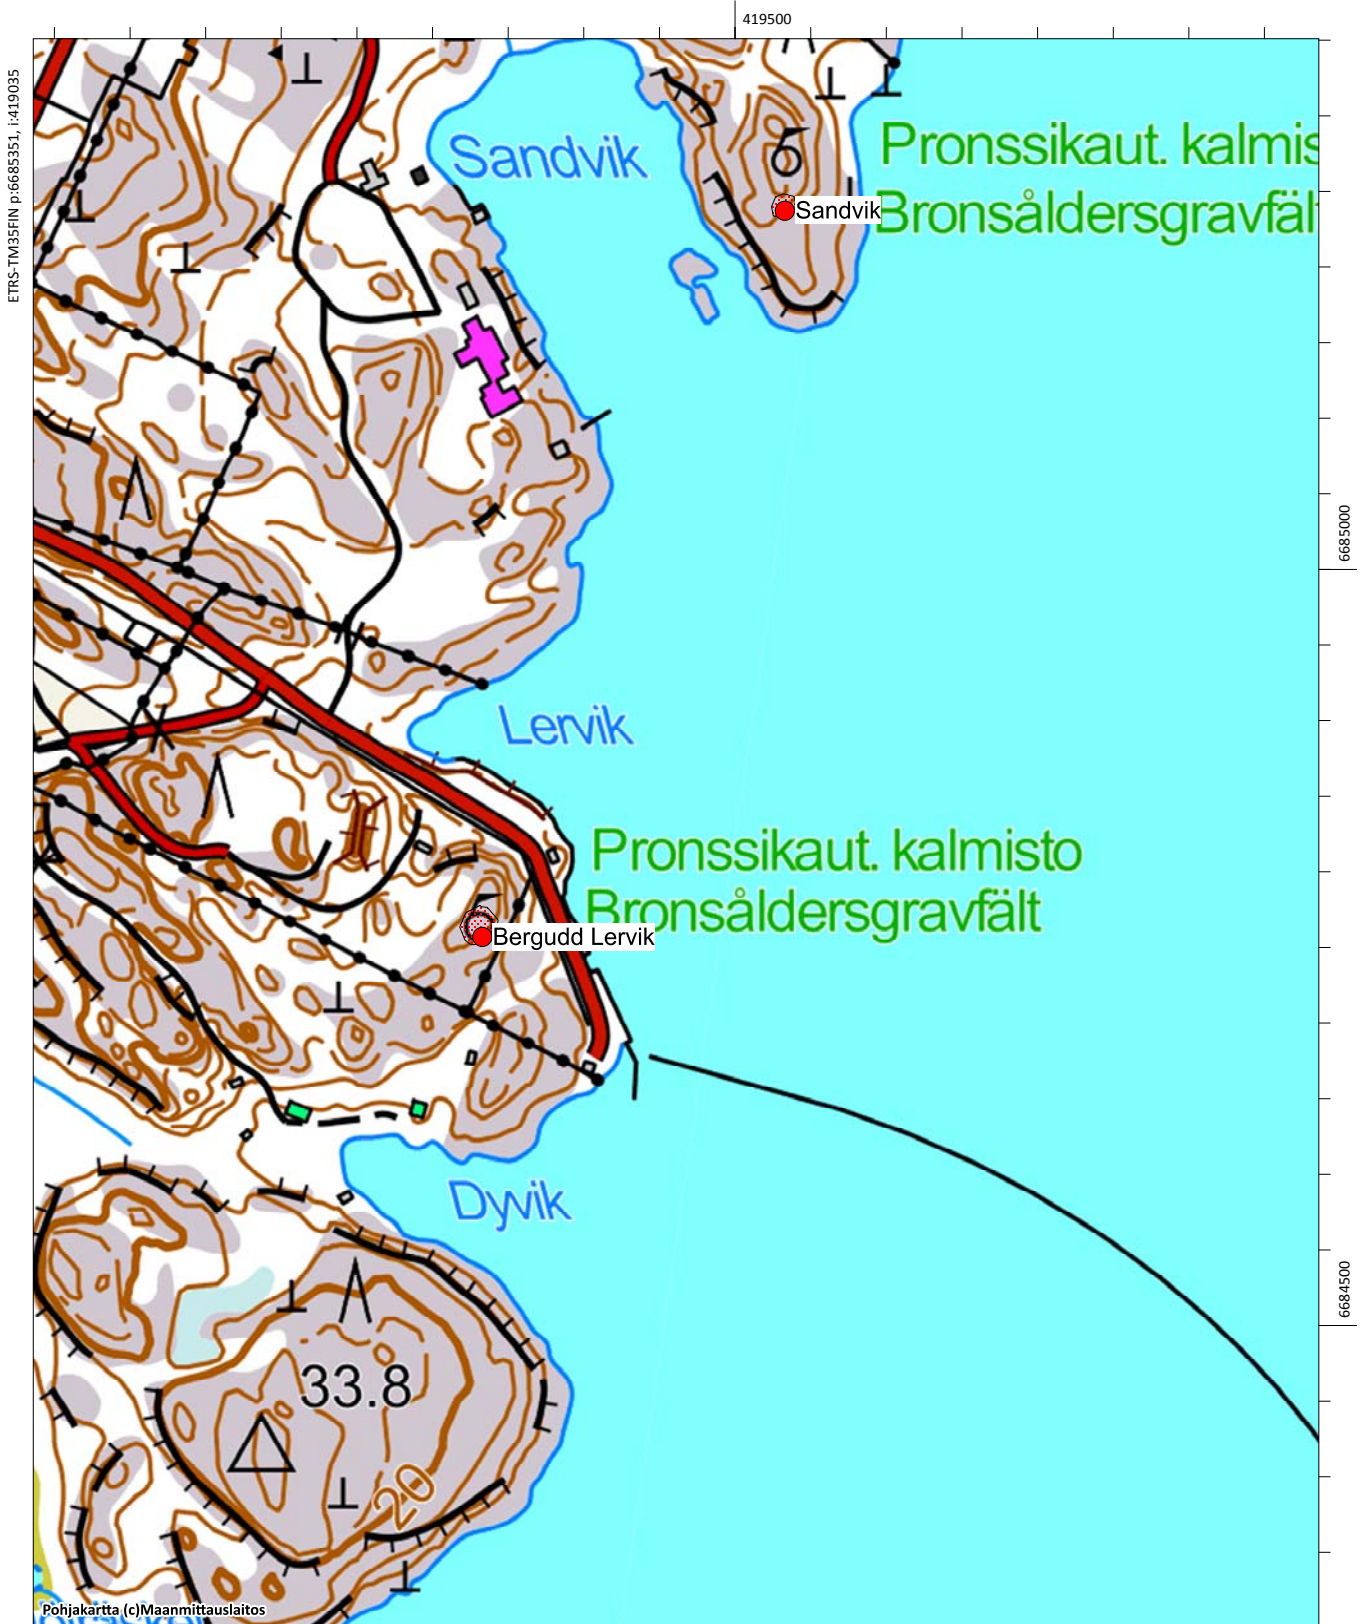 419500
ETRS-TM35FIN p:6685351, i:419035
Sandvik
Pronssikaut. kalmis
6
Sandvik
Bronsåldersgravfält
6685000
Lervik
Pronssikaut. kalmisto
Bronsåldersgravfält
Bergudd Lervik
Dyvik
6684500
33.8
20
Pohjakartta (c)Maanmittauslaitos